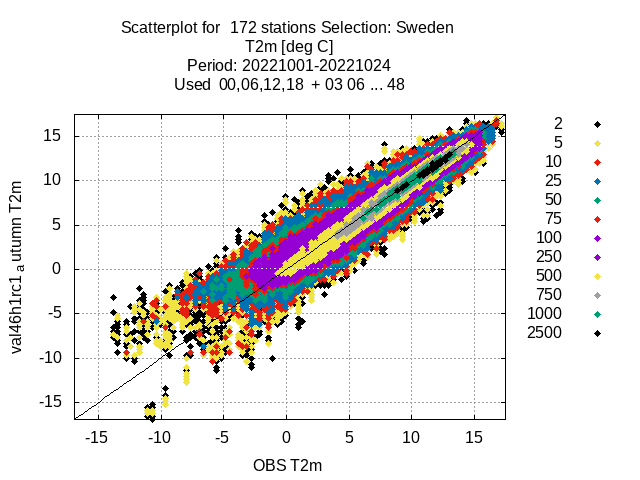 Scatterplot for  172 stations Selection: Sweden
T2m [deg C]
Period: 20221001-20221024
Used  00,06,12,18  + 03 06 ... 48
val46h1rc1 a utumn T2m
15
10
5
0
-5
-10
-15
-15 -10 -5 0 5 10 15
OBS T2m
2
5
10
25
50
75
100
250
500
750
1000
2500